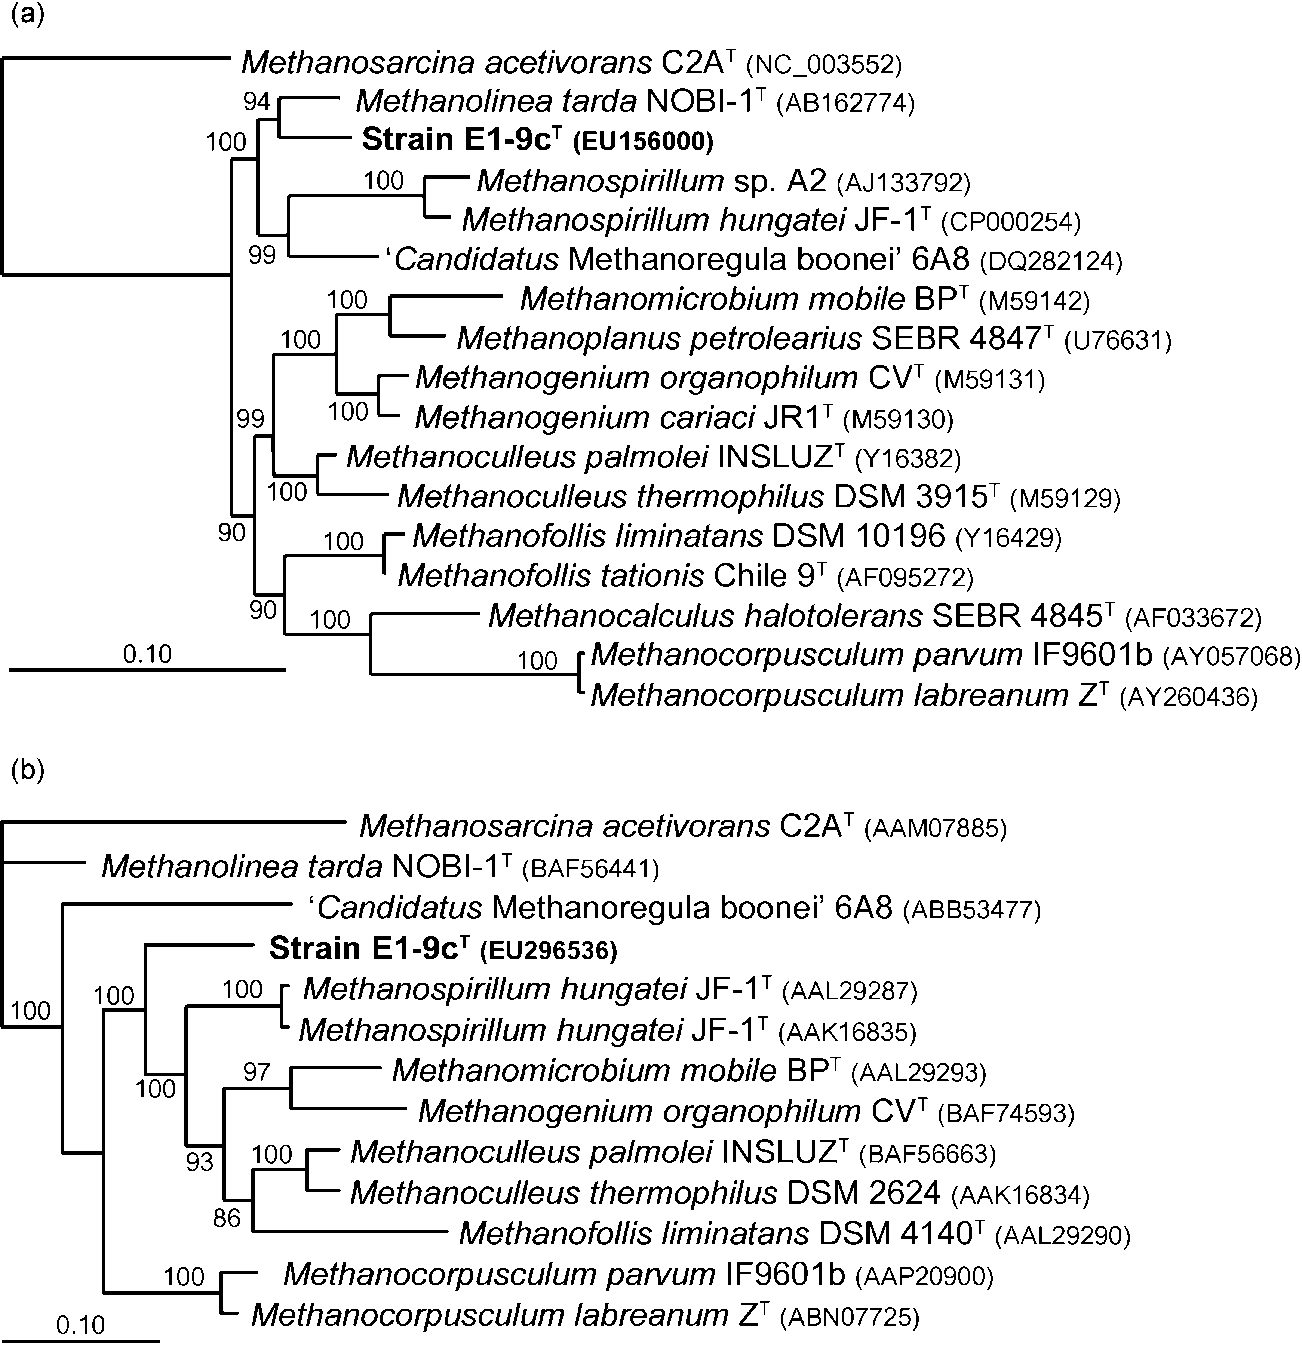 (a)
Methanosarcina acetivorans C2Aᵀ (NC_003552)
94 Methanolinea tarda NOBI-1ᵀ (AB162774)
100 Strain E1-9cᵀ (EU156000)
100 Methanospirillum sp. A2 (AJ133792)
Methanospirillum hungatei JF-1ᵀ (CP000254)
99 ‘Candidatus Methanoregula boonei’ 6A8 (DQ282124)
100 Methanomicrobium mobile BPᵀ (M59142)
100 Methanoplanus petrolearius SEBR 4847ᵀ (U76631)
Methanogenium organophilum CVᵀ (M59131)
99 100 Methanogenium cariaci JR1ᵀ (M59130)
Methanoculleus palmolei INSLUZᵀ (Y16382)
100 Methanoculleus thermophilus DSM 3915ᵀ (M59129)
90 100 Methanofollis liminatans DSM 10196 (Y16429)
Methanofollis tationis Chile 9ᵀ (AF095272)
90 100 Methanocalculus halotolerans SEBR 4845ᵀ (AF033672)
0.10 100 Methanocorpusculum parvum IF9601b (AY057068)
Methanocorpusculum labreanum Zᵀ (AY260436)
(b)
Methanosarcina acetivorans C2Aᵀ (AAM07885)
Methanolinea tarda NOBI-1ᵀ (BAF56441)
‘Candidatus Methanoregula boonei’ 6A8 (ABB53477)
Strain E1-9cᵀ (EU296536)
100 100 100 Methanospirillum hungatei JF-1ᵀ (AAL29287)
Methanospirillum hungatei JF-1ᵀ (AAK16835)
100 97 Methanomicrobium mobile BPᵀ (AAL29293)
Methanogenium organophilum CVᵀ (BAF74593)
93 100 Methanoculleus palmolei INSLUZᵀ (BAF56663)
Methanoculleus thermophilus DSM 2624 (AAK16834)
86 Methanofollis liminatans DSM 4140ᵀ (AAL29290)
100 Methanocorpusculum parvum IF9601b (AAP20900)
0.10 Methanocorpusculum labreanum Zᵀ (ABN07725)